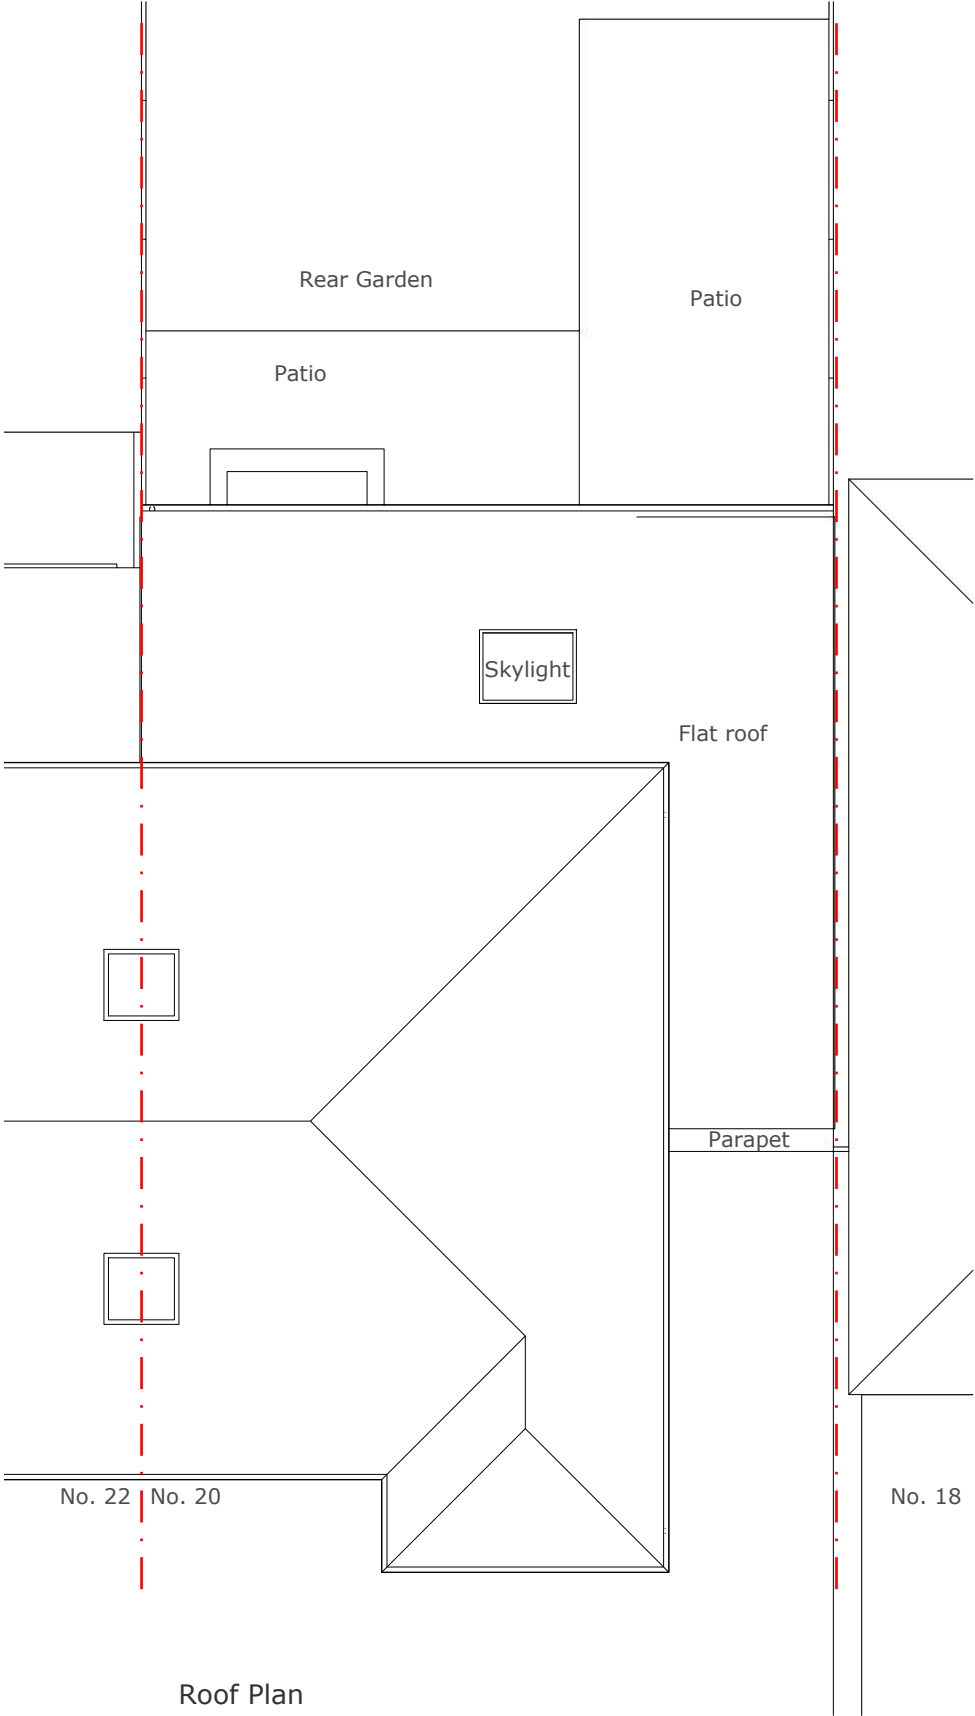 Rear Garden
Patio
Patio
Skylight
Flat roof
Parapet
No. 22 No. 20
No. 18
Roof Plan